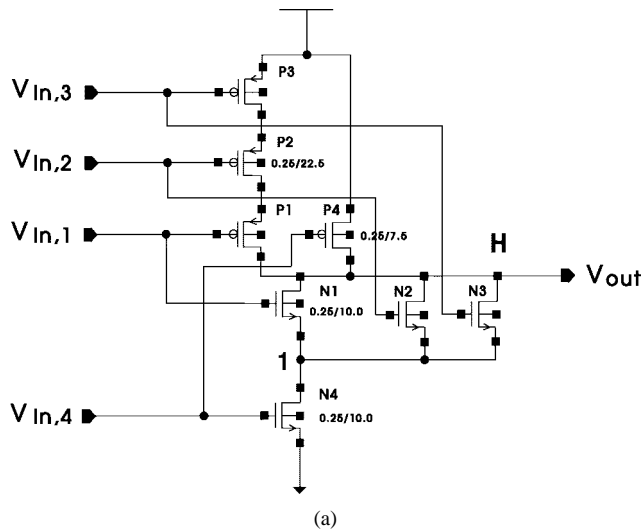 P3
V In,3
P2
V In,2
0.25/22.5
P1
P4
V In,1
0.25/7.5
H
V out
N1
N2
N3
0.25/10.0
1
N4
V In,4
0.25/10.0
(a)